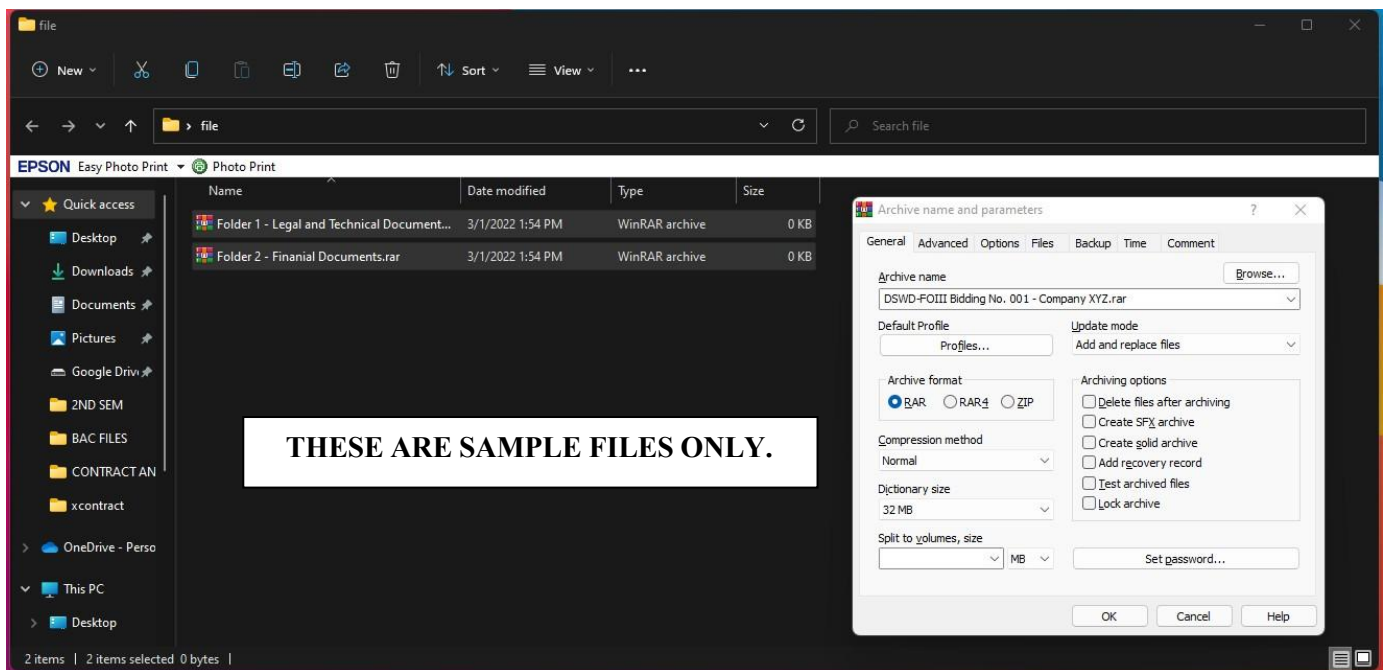 file
New
Sort
View
file
Search file
EPSON Easy Photo Print
Photo Print
Name Date modified Type Size
Folder 1 - Legal and Technical Document... 3/1/2022 1:54 PM WinRAR archive 0 KB
Folder 2 - Finanial Documents.rar 3/1/2022 1:54 PM WinRAR archive 0 KB
Quick access
Desktop
Downloads
Documents
Pictures
Google Driv
2ND SEM
BAC FILES
CONTRACT AN
xcontract
OneDrive - Perso
This PC
Desktop
THESE ARE SAMPLE FILES ONLY.
Archive name and parameters
General Advanced Options Files Backup Time Comment
Archive name
Browse...
DSWD-FOIII Bidding No. 001 - Company XYZ.rar
Default Profile
Profiles...
Update mode
Add and replace files
Archive format
RAR RAR4 ZIP
Compression method
Normal
Dictionary size
32 MB
Split to volumes, size
MB
Archiving options
Delete files after archiving
Create SFX archive
Create solid archive
Add recovery record
Test archived files
Lock archive
Set password...
OK Cancel Help
2 items | 2 items selected 0 bytes |